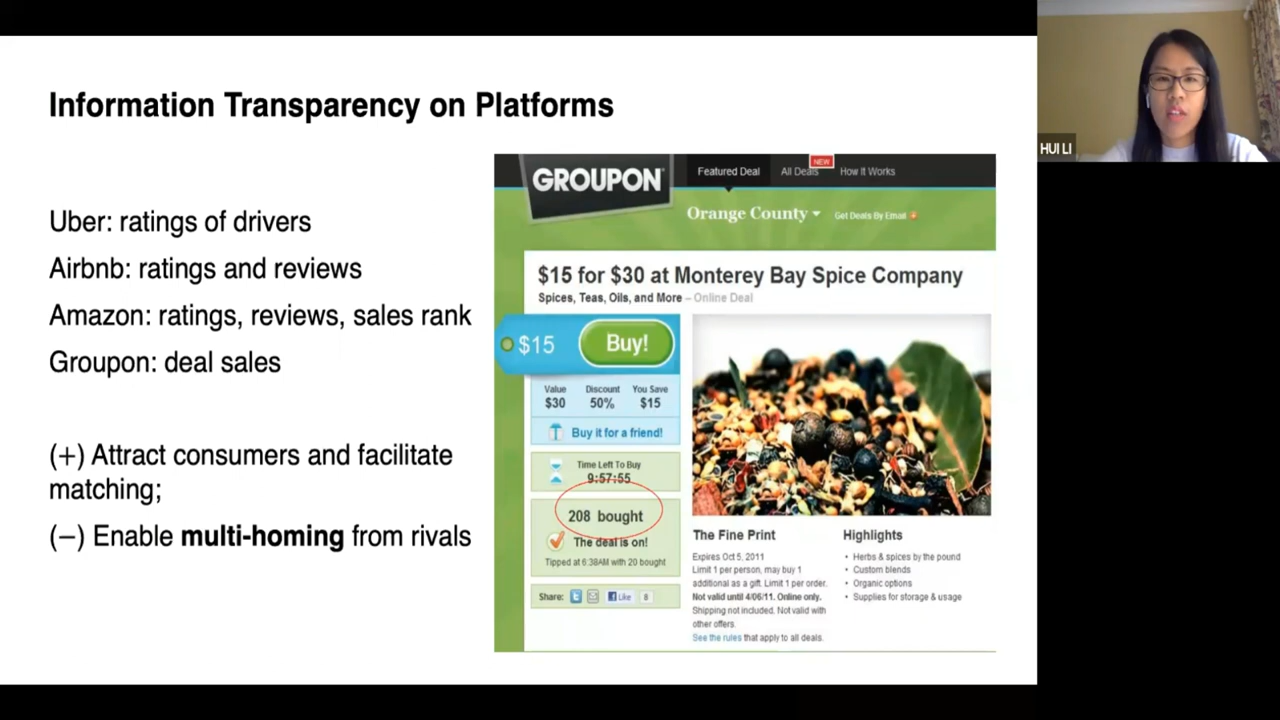 Information Transparency on Platforms
Uber: ratings of drivers
Airbnb: ratings and reviews
Amazon: ratings, reviews, sales rank
Groupon: deal sales
(+) Attract consumers and facilitate
matching;
(−) Enable multi-homing from rivals
GROUPON
Featured Deal
All Deals
NEW
How It Works
Orange County
Get Deals By Email
$15 for $30 at Monterey Bay Spice Company
Spices, Teas, Oils, and More – Online Deal
$15
Buy!
Value Discount You Save
$30 50% $15
Buy it for a friend!
Time Left To Buy
9:57:55
208 bought
The deal is on!
Tipped at 6:38AM with 20 bought
Share:
Like
8
The Fine Print
Expires Oct 5, 2011
Limit 1 per person, may buy 1
additional as a gift. Limit 1 per order.
Not valid until 4/06/11. Online only.
Shipping not included. Not valid with
other offers.
See the rules that apply to all deals.
Highlights
• Herbs & spices by the pound
• Custom blends
• Organic options
• Supplies for storage & usage
HUI LI